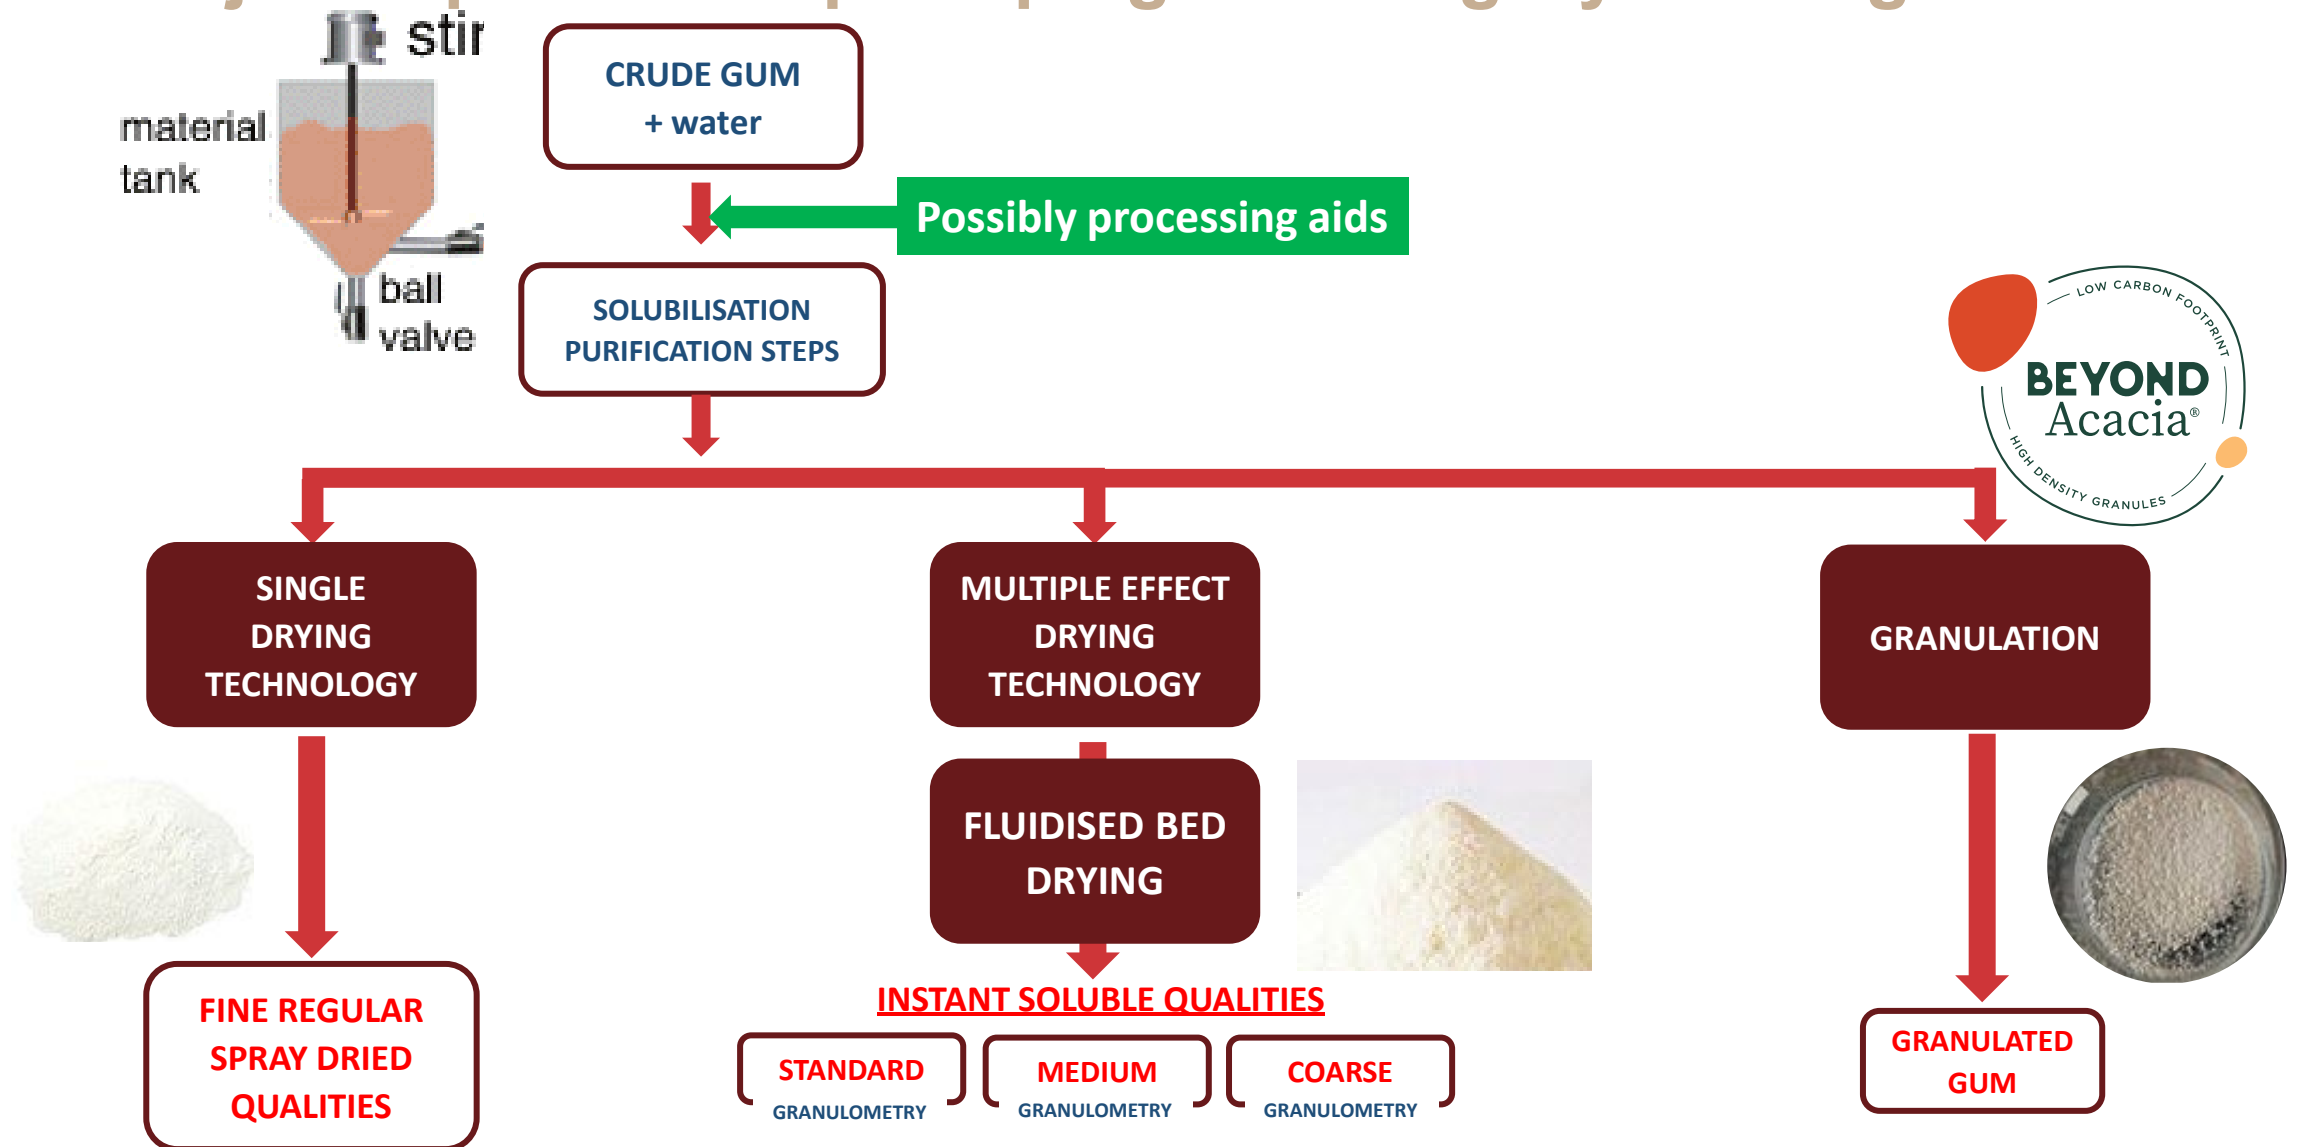 material
tank
ball
valve
CRUDE GUM
+ water
Possibly processing aids
SOLUBILISATION
PURIFICATION STEPS
LOW CARBON FOOTPRINT
BEYOND
Acacia®
HIGH DENSITY GRANULES
SINGLE
DRYING
TECHNOLOGY
MULTIPLE EFFECT
DRYING
TECHNOLOGY
GRANULATION
FLUIDISED BED
DRYING
FINE REGULAR
SPRAY DRIED
QUALITIES
INSTANT SOLUBLE QUALITIES
STANDARD
GRANULOMETRY
MEDIUM
GRANULOMETRY
COARSE
GRANULOMETRY
GRANULATED
GUM